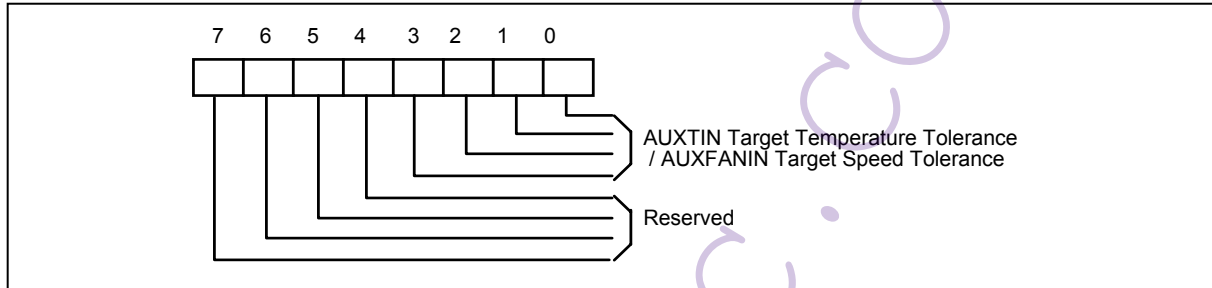 7 6 5 4 3 2 1 0
AUXTIN Target Temperature Tolerance
/ AUXFANIN Target Speed Tolerance
Reserved